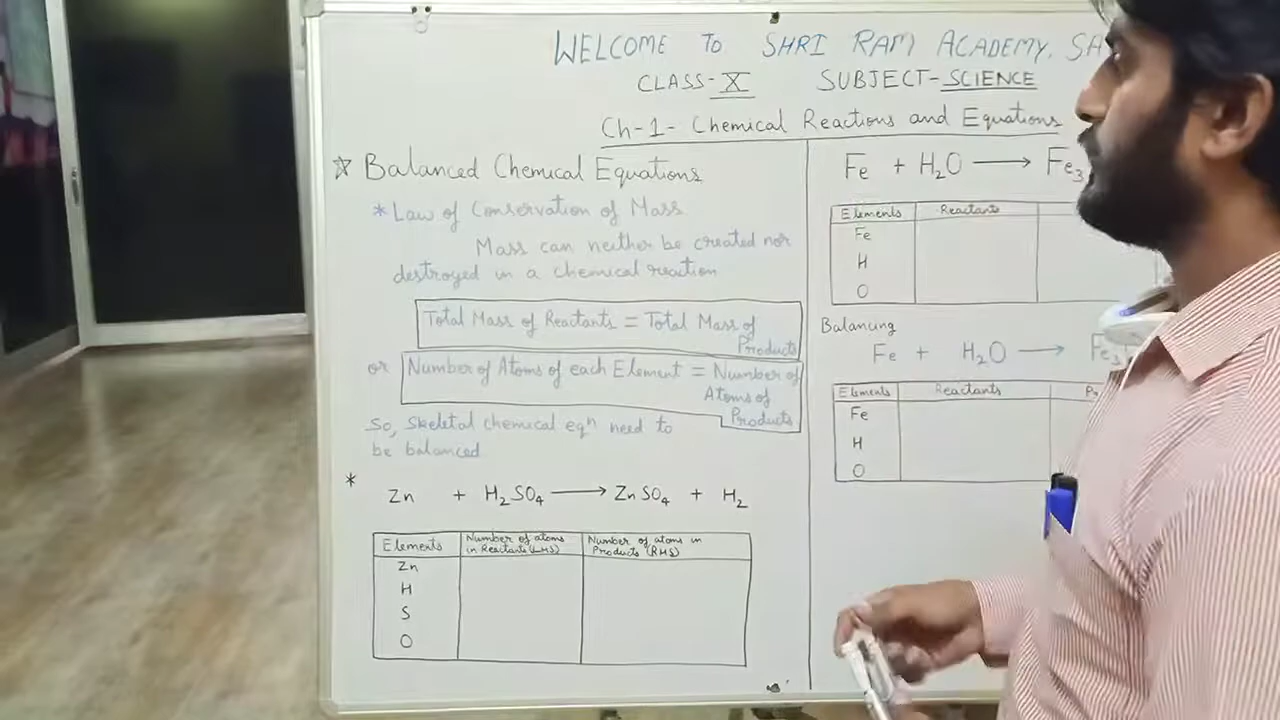 WELCOME TO SHRI RAM ACADEMY, SA
CLASS-X SUBJECT-SCIENCE
Ch-1- Chemical Reactions and Equations
☆ Balanced Chemical Equations
* Law of Conservation of Mass
Mass can neither be created nor
destroyed in a chemical reaction
Total Mass of Reactants = Total Mass of
Products
or Number of Atoms of each Element = Number of
Atoms of
Products
So, skeletal chemical eqⁿ need to
be balanced
*
Zn + H₂SO₄ → ZnSO₄ + H₂
Elements Number of atoms in Reactants (LHS) Number of atoms in Products (RHS)
Zn
H
S
O
Fe + H₂O → Fe₃
Elements Reactants
Fe
H
O
Balancing
Fe + H₂O → Fe₃
Elements Reactants
Fe
H
O